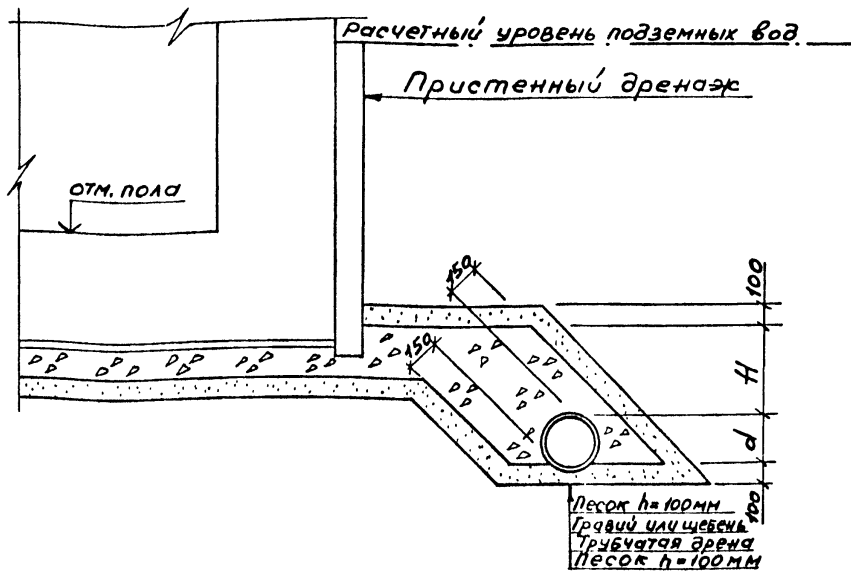 Расчетный уровень подземных вод
Пристенный дренаж
отм. пола
150
100
150
H
d
100
Песок h=100мм
Гравий или щебень
Трубчатая дрена
Песок h=100мм